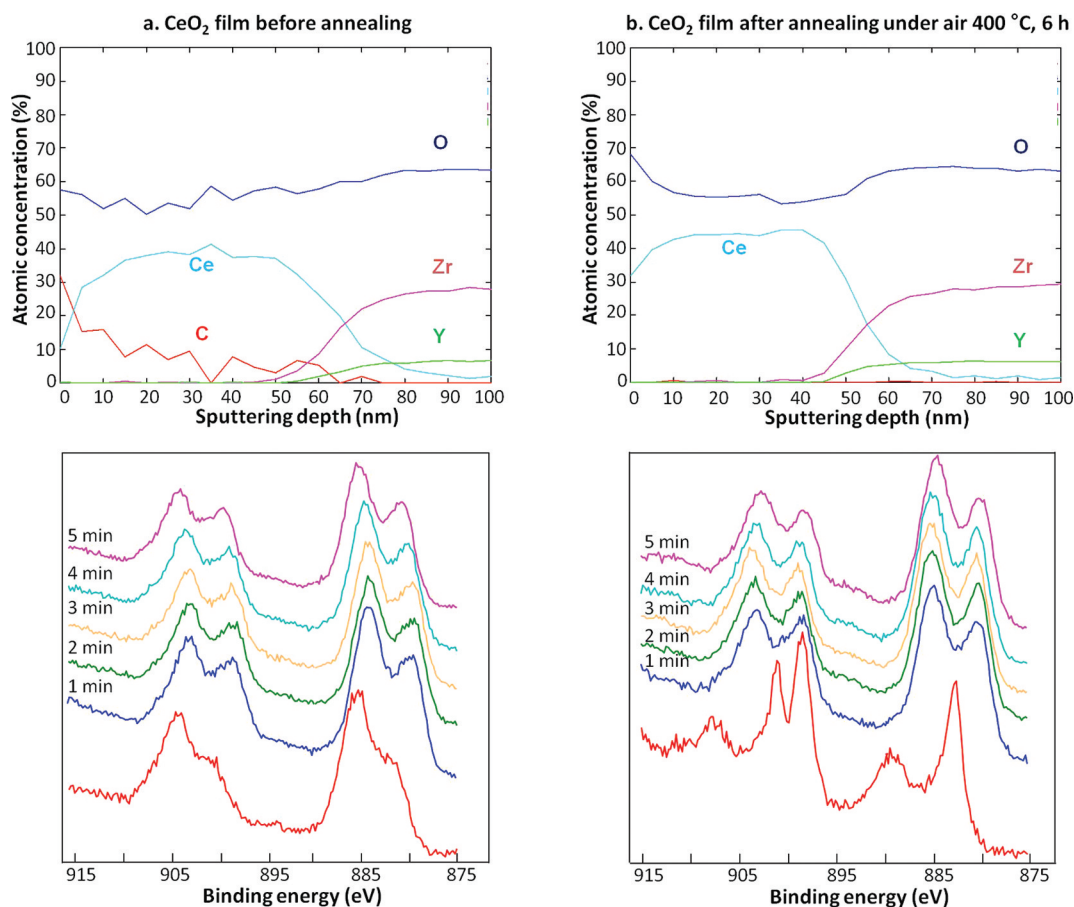 a. CeO2 film before annealing
100
90
80
70
60
50
40
30
20
10
0
Atomic concentration (%)
O
Ce
C
Zr
Y
0 10 20 30 40 50 60 70 80 90 100
Sputtering depth (nm)
b. CeO2 film after annealing under air 400 °C, 6 h
100
90
80
70
60
50
40
30
20
10
0
Atomic concentration (%)
O
Ce
Zr
Y
0 10 20 30 40 50 60 70 80 90 100
Sputtering depth (nm)
5 min
4 min
3 min
2 min
1 min
915 905 895 885 875
Binding energy (eV)
5 min
4 min
3 min
2 min
1 min
915 905 895 885 875
Binding energy (eV)